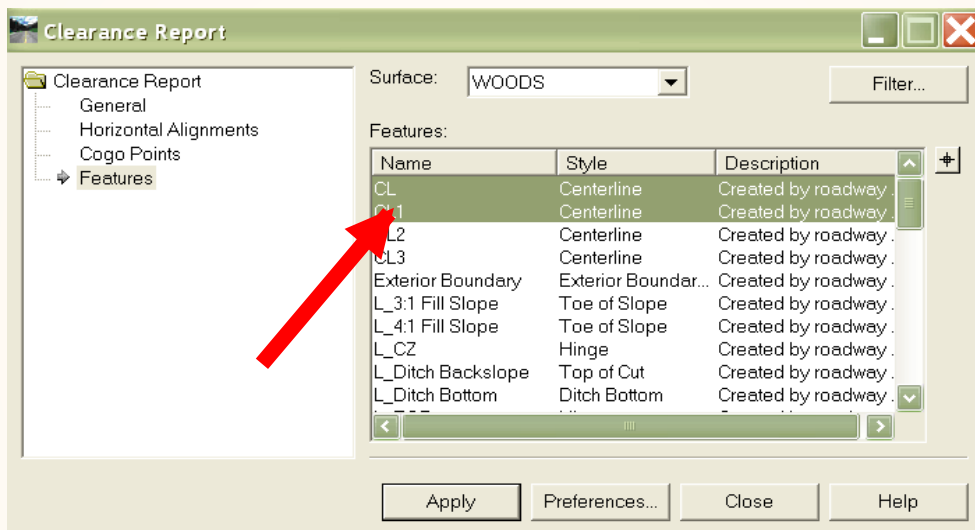 Clearance Report
Clearance Report
General
Horizontal Alignments
Cogo Points
Features
Surface: WOODS Filter...
Features:
Name Style Description
CL Centerline Created by roadway .
CL1 Centerline Created by roadway .
CL2 Centerline Created by roadway .
CL3 Centerline Created by roadway .
Exterior Boundary Exterior Boundar... Created by roadway .
L_3:1 Fill Slope Toe of Slope Created by roadway .
L_4:1 Fill Slope Toe of Slope Created by roadway .
L_CZ Hinge Created by roadway .
L_Ditch Backslope Top of Cut Created by roadway .
L_Ditch Bottom Ditch Bottom Created by roadway .
Apply Preferences... Close Help